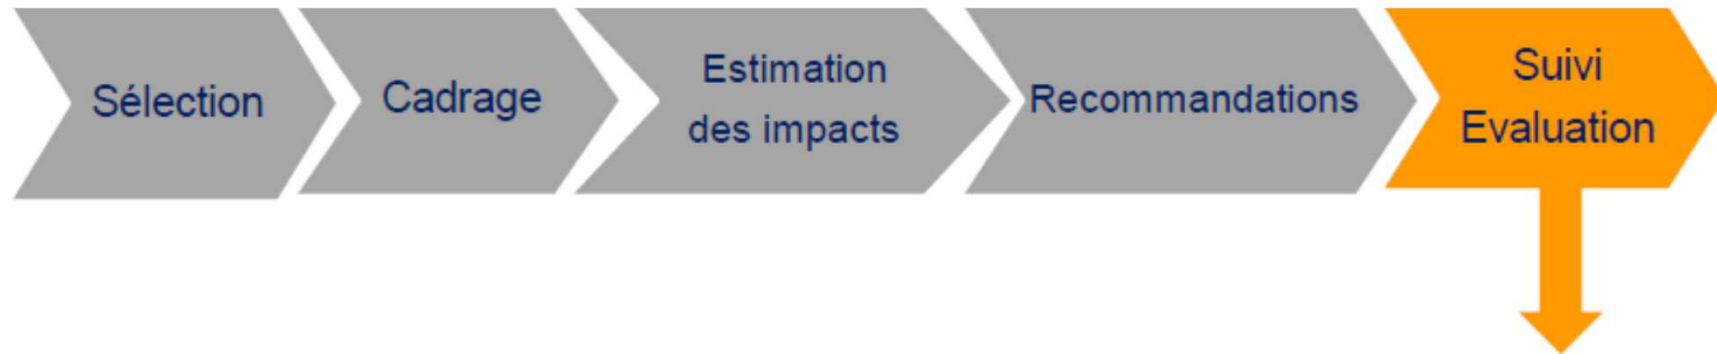 Sélection
Cadrage
Estimation
des impacts
Recommandations
Suivi
Evaluation